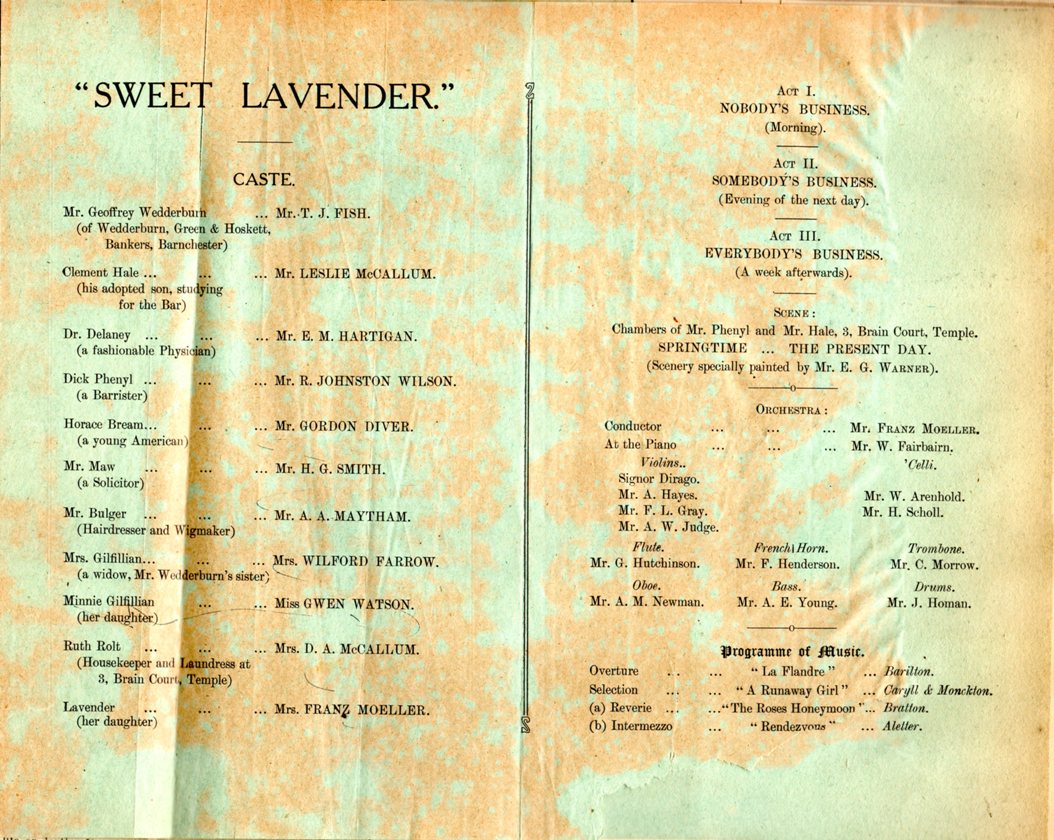 "SWEET LAVENDER."
CASTE.
Mr. Geoffrey Wedderburn ... Mr. T. J. FISH.
(of Wedderburn, Green & Hoskett,
Bankers, Barnchester)
Clement Hale ... ... ... Mr. LESLIE McCALLUM.
(his adopted son, studying
for the Bar)
Dr. Delaney ... ... ... Mr. E. M. HARTIGAN.
(a fashionable Physician)
Dick Phenyl ... ... ... Mr. R. JOHNSTON WILSON.
(a Barrister)
Horace Bream... ... ... Mr. GORDON DIVER.
(a young American)
Mr. Maw ... ... ... Mr. H. G. SMITH.
(a Solicitor)
Mr. Bulger ... ... ... Mr. A. A. MAYTHAM.
(Hairdresser and Wigmaker)
Mrs. Gilfillian... ... ... Mrs. WILFORD FARROW.
(a widow, Mr. Wedderburn's sister)
Minnie Gilfillian ... ... Miss GWEN WATSON.
(her daughter)
Ruth Rolt ... ... ... Mrs. D. A. McCALLUM.
(Housekeeper and Laundress at
3, Brain Court, Temple)
Lavender ... ... ... Mrs. FRANZ MOELLER.
(her daughter)
ACT I.
NOBODY'S BUSINESS.
(Morning).
ACT II.
SOMEBODY'S BUSINESS.
(Evening of the next day).
ACT III.
EVERYBODY'S BUSINESS.
(A week afterwards).
SCENE:
Chambers of Mr. Phenyl and Mr. Hale, 3, Brain Court, Temple.
SPRINGTIME ... THE PRESENT DAY.
(Scenery specially painted by Mr. E. G. WARNER).
ORCHESTRA:
Conductor ... ... ... Mr. FRANZ MOELLER.
At the Piano ... ... ... Mr. W. Fairbairn.
Violins.. 'Celli.
Signor Dirago.
Mr. A. Hayes. Mr. W. Arenhold.
Mr. F. L. Gray. Mr. H. Scholl.
Mr. A. W. Judge.
Flute. French Horn. Trombone.
Mr. G. Hutchinson. Mr. F. Henderson. Mr. C. Morrow.
Oboe. Bass. Drums.
Mr. A. M. Newman. Mr. A. E. Young. Mr. J. Homan.
Programme of Music.
Overture ... ... "La Flandre" ... Barilton.
Selection ... ... "A Runaway Girl" ... Caryll & Monckton.
(a) Reverie ... ..."The Roses Honeymoon"... Bratton.
(b) Intermezzo ... "Rendezvous" ... Aletter.